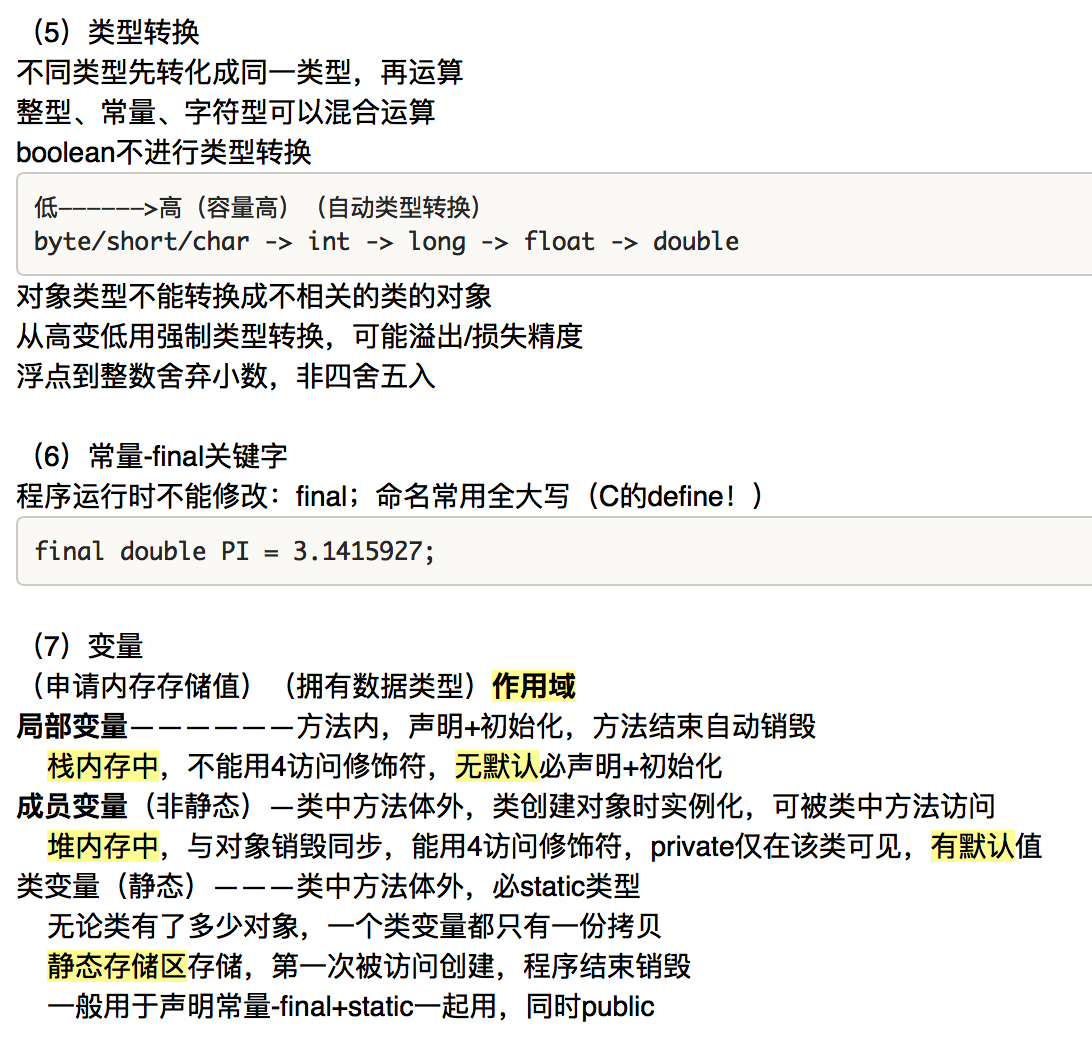 （5）类型转换
不同类型先转化成同一类型，再运算
整型、常量、字符型可以混合运算
boolean不进行类型转换
低——————>高（容量高）（自动类型转换）
byte/short/char -> int -> long -> float -> double
对象类型不能转换成不相关的类的对象
从高变低用强制类型转换，可能溢出/损失精度
浮点到整数舍弃小数，非四舍五入
（6）常量-final关键字
程序运行时不能修改：final；命名常用全大写（C的define！）
final double PI = 3.1415927;
（7）变量
（申请内存存储值）（拥有数据类型）作用域
局部变量——————方法内，声明+初始化，方法结束自动销毁
栈内存中，不能用4访问修饰符，无默认必声明+初始化
成员变量（非静态）—类中方法体外，类创建对象时实例化，可被类中方法访问
堆内存中，与对象销毁同步，能用4访问修饰符，private仅在该类可见，有默认值
类变量（静态）———类中方法体外，必static类型
无论类有了多少对象，一个类变量都只有一份拷贝
静态存储区存储，第一次被访问创建，程序结束销毁
一般用于声明常量-final+static一起用，同时public